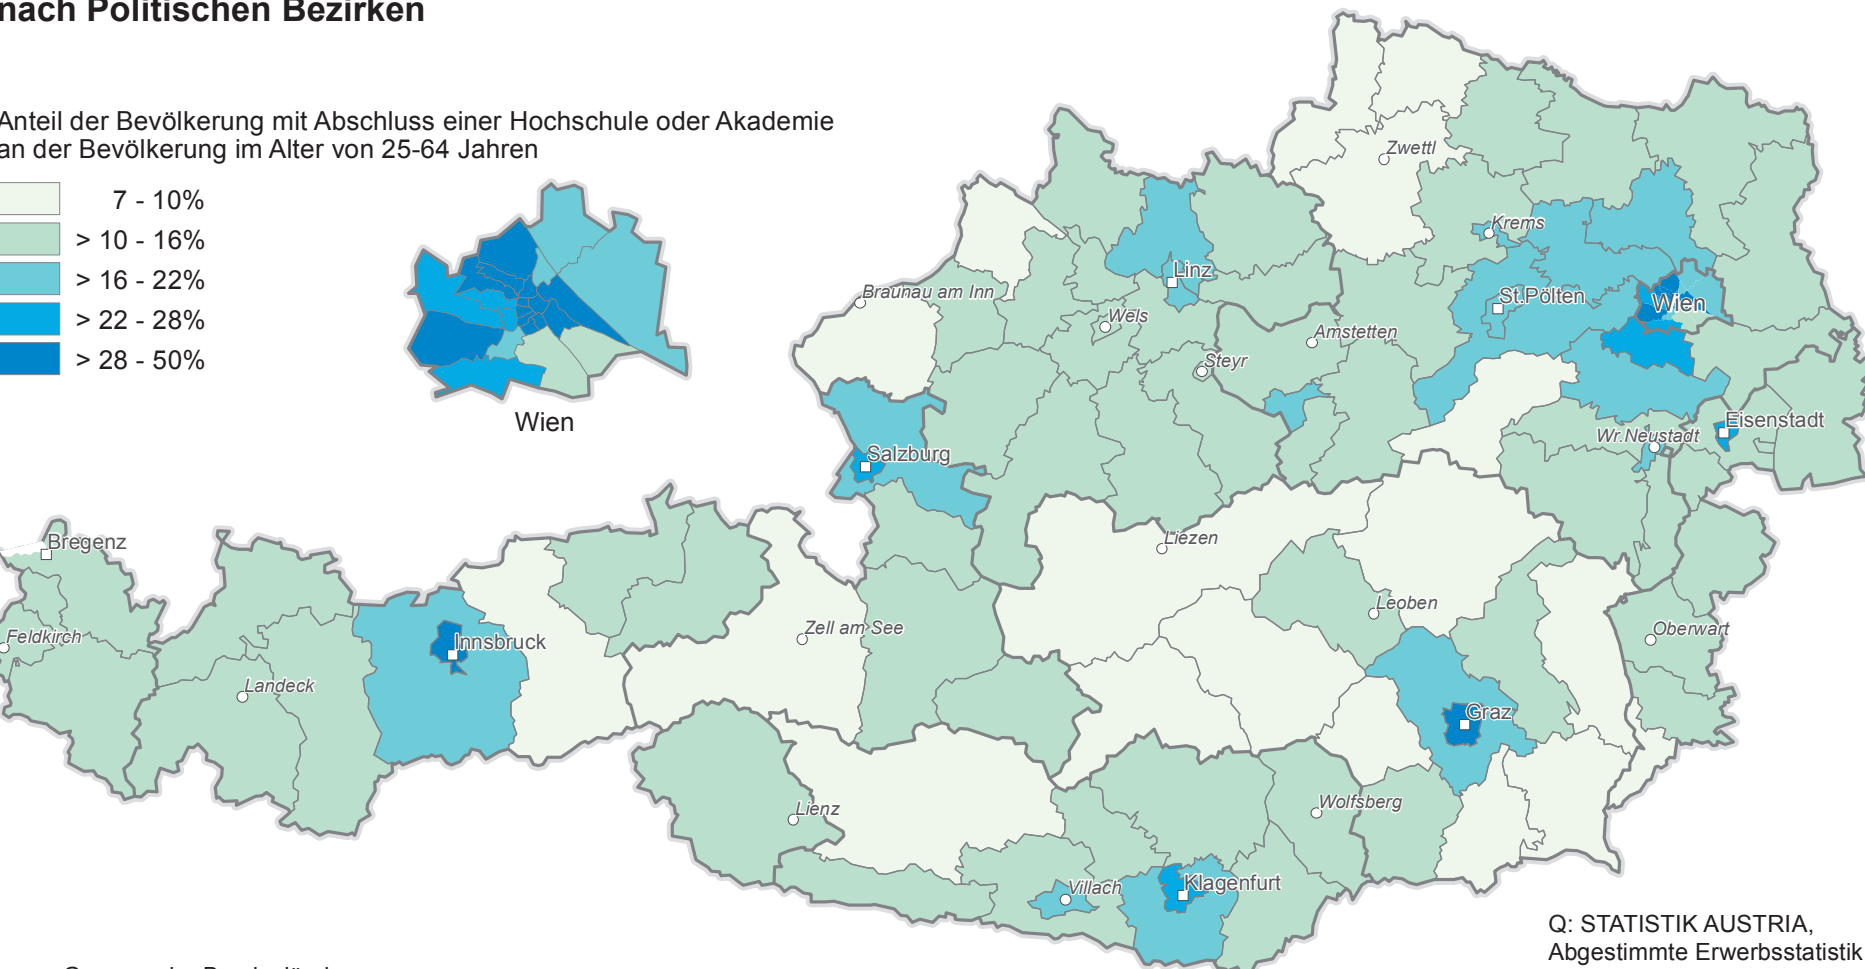 nach Politischen Bezirken
Anteil der Bevölkerung mit Abschluss einer Hochschule oder Akademie
an der Bevölkerung im Alter von 25-64 Jahren
7 - 10%
> 10 - 16%
> 16 - 22%
> 22 - 28%
> 28 - 50%
Wien
Zwettl
Krems
Linz
Braunau am Inn
St.Pölten
Wien
Wels
Amstetten
Steyr
Eisenstadt
Wr.Neustadt
Salzburg
Liezen
Bregenz
Leoben
Feldkirch
Innsbruck
Zell am See
Oberwart
Landeck
Graz
Lienz
Wolfsberg
Villach
Klagenfurt
Q: STATISTIK AUSTRIA,
Abgestimmte Erwerbsstatistik